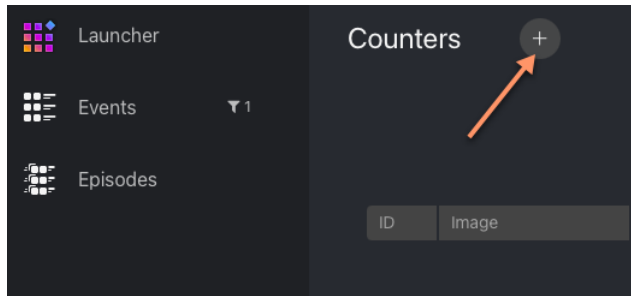 Launcher
Events 1
Episodes
Counters +
ID Image